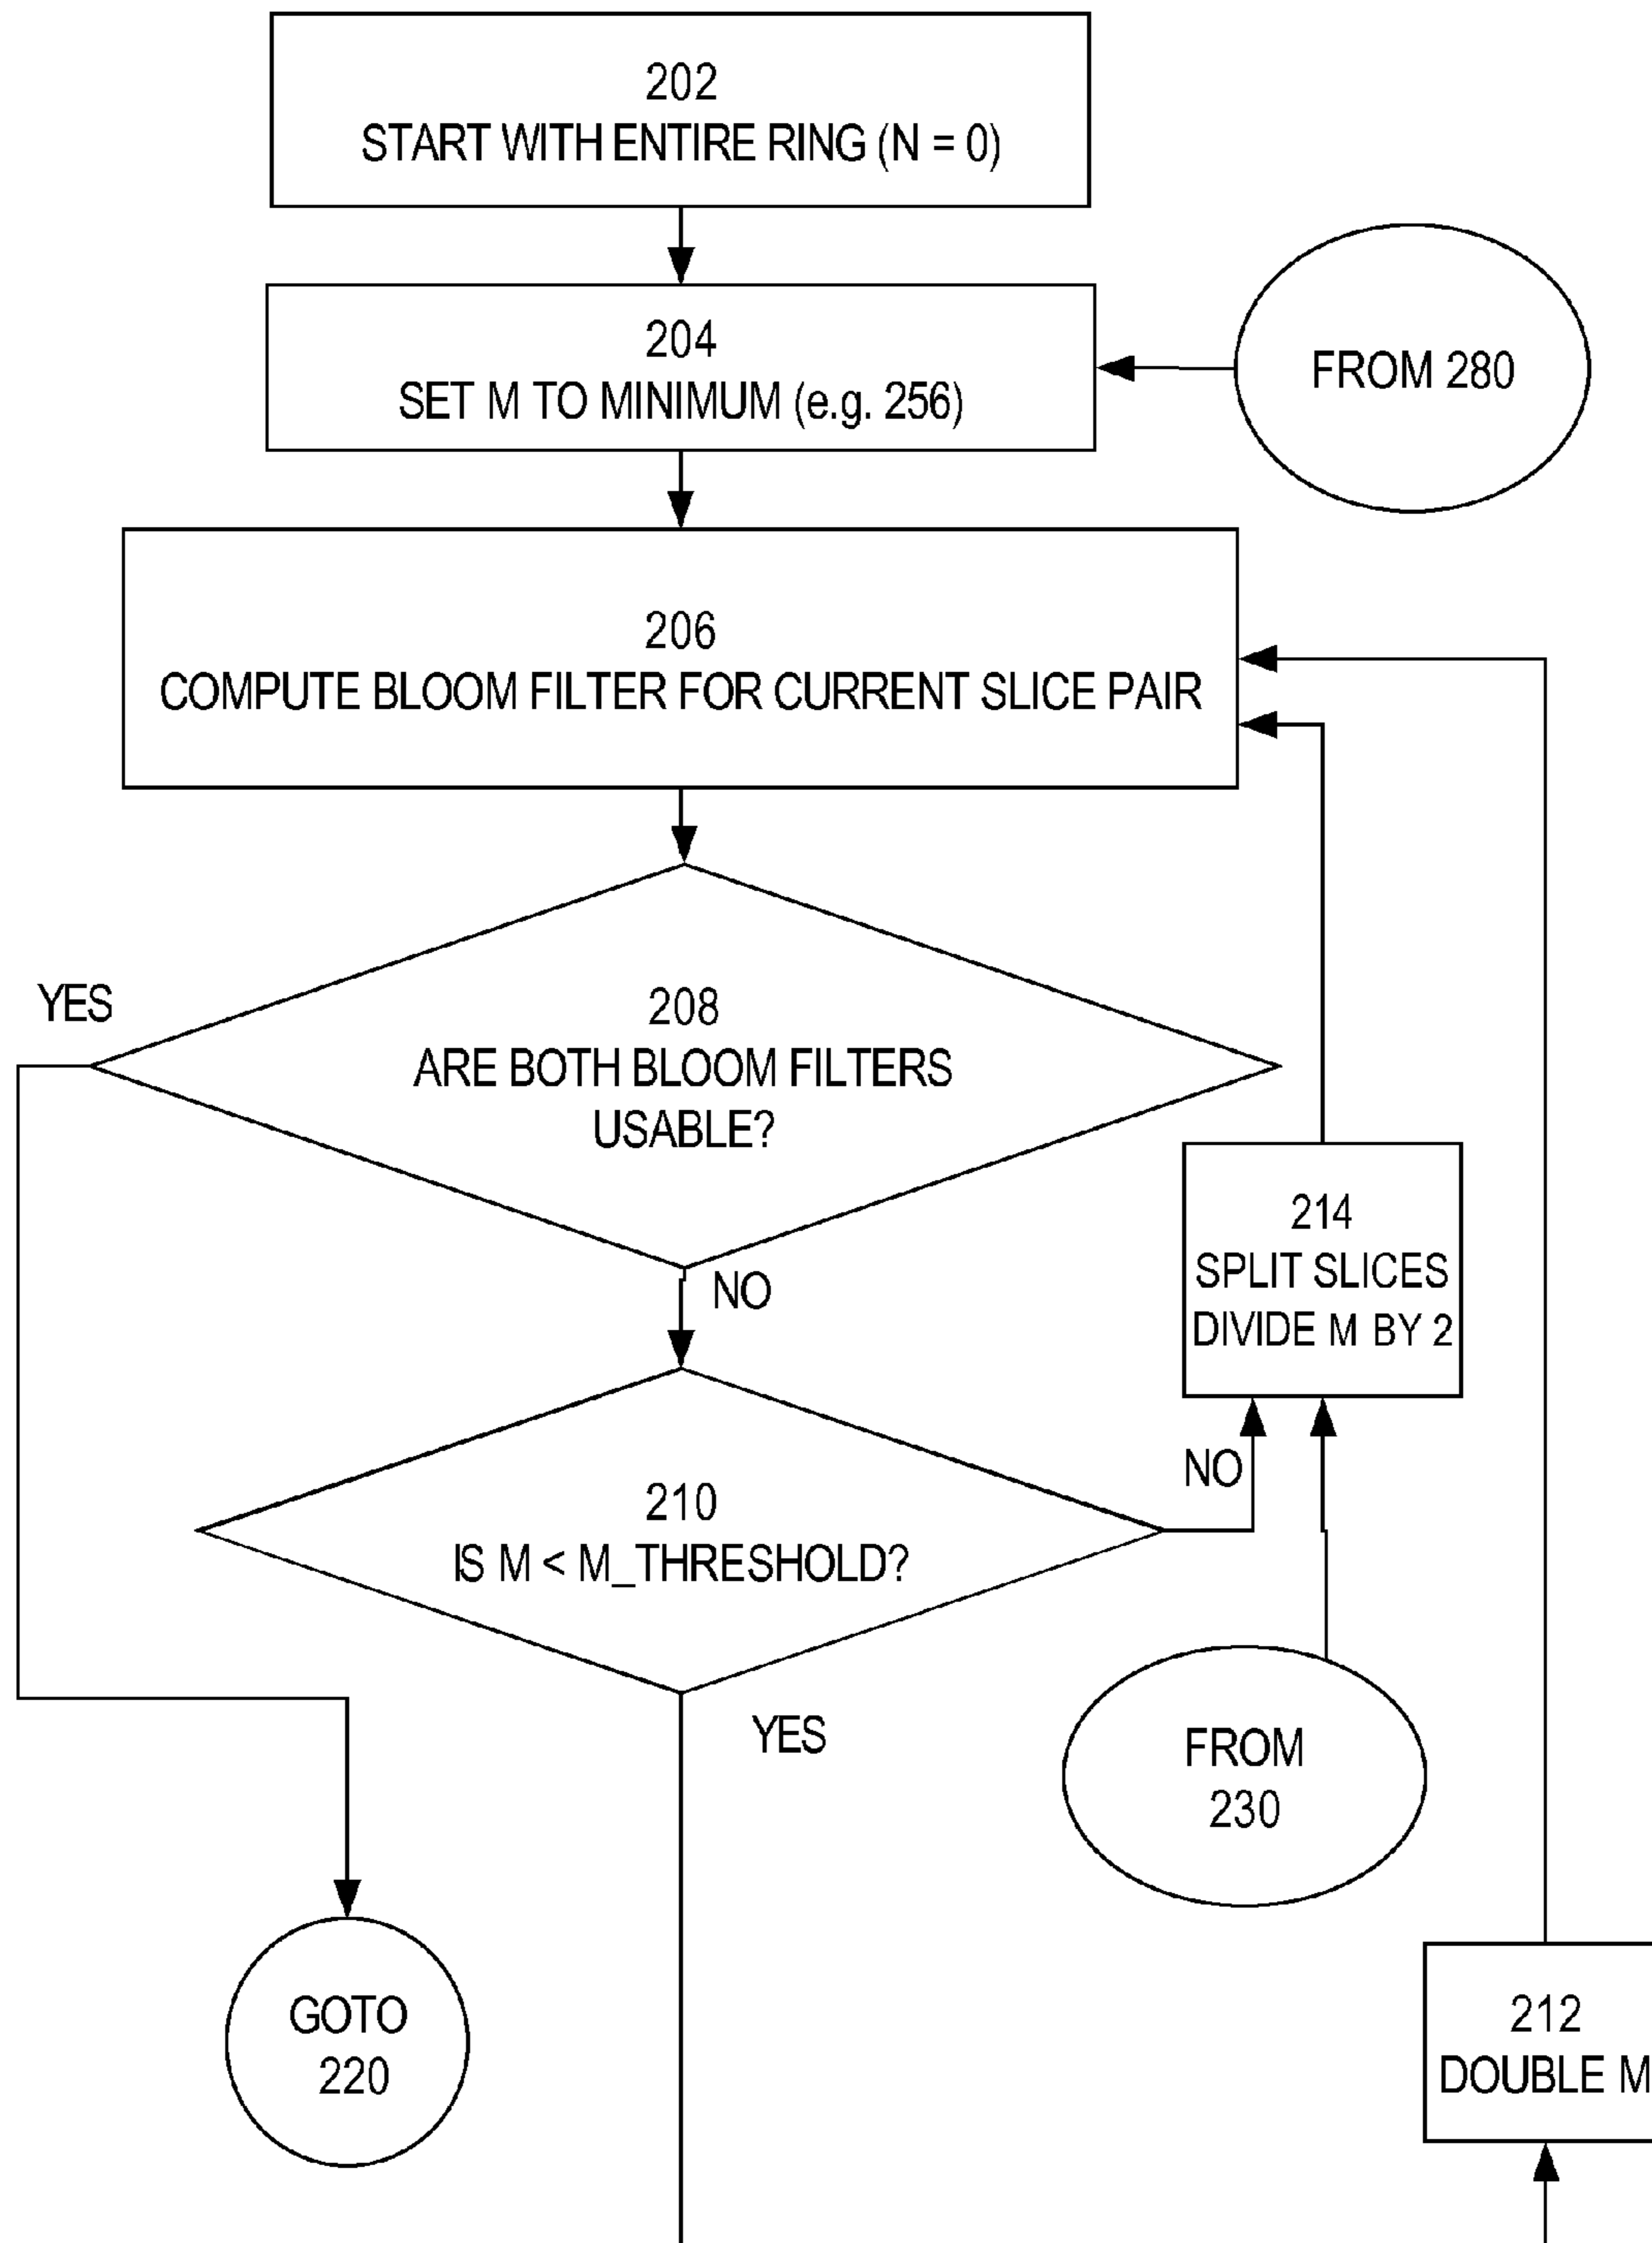 202
START WITH ENTIRE RING (N = 0)
204
SET M TO MINIMUM (e.g. 256)
FROM 280
206
COMPUTE BLOOM FILTER FOR CURRENT SLICE PAIR
YES
208
ARE BOTH BLOOM FILTERS
USABLE?
NO
214
SPLIT SLICES
DIVIDE M BY 2
NO
210
IS M < M_THRESHOLD?
YES
FROM
230
GOTO
220
212
DOUBLE M